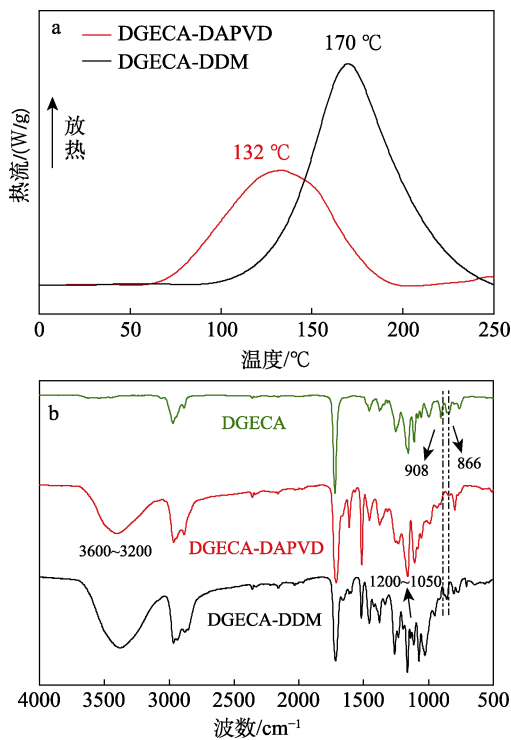 a
DGECA-DAPVD
DGECA-DDM
170 ℃
132 ℃
放热
热流/(W/g)
0 50 100 150 200 250
温度/℃
b
DGECA
908
866
3600~3200
DGECA-DAPVD
1200~1050
DGECA-DDM
4000 3500 3000 2500 2000 1500 1000 500
波数/cm⁻¹